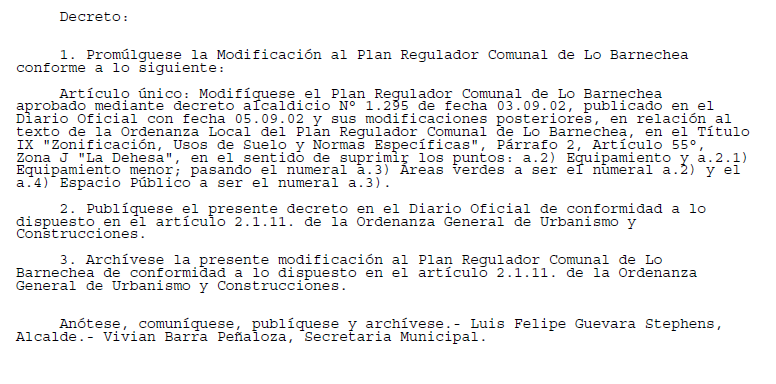 Decreto:
1. Promúlguese la Modificación al Plan Regulador Comunal de Lo Barnechea
conforme a lo siguiente:
Artículo único: Modifíquese el Plan Regulador Comunal de Lo Barnechea
aprobado mediante decreto alcaldicio Nº 1.295 de fecha 03.09.02, publicado en el
Diario Oficial con fecha 05.09.02 y sus modificaciones posteriores, en relación al
texto de la Ordenanza Local del Plan Regulador Comunal de Lo Barnechea, en el Título
IX "Zonificación, Usos de Suelo y Normas Específicas", Párrafo 2, Artículo 55º,
Zona J "La Dehesa", en el sentido de suprimir los puntos: a.2) Equipamiento y a.2.1)
Equipamiento menor; pasando el numeral a.3) Áreas verdes a ser el numeral a.2) y el
a.4) Espacio Público a ser el numeral a.3).
2. Publíquese el presente decreto en el Diario Oficial de conformidad a lo
dispuesto en el artículo 2.1.11. de la Ordenanza General de Urbanismo y
Construcciones.
3. Archívese la presente modificación al Plan Regulador Comunal de Lo
Barnechea de conformidad a lo dispuesto en el artículo 2.1.11. de la Ordenanza
General de Urbanismo y Construcciones.
Anótese, comuníquese, publíquese y archívese.- Luis Felipe Guevara Stephens,
Alcalde.- Vivian Barra Peñaloza, Secretaria Municipal.